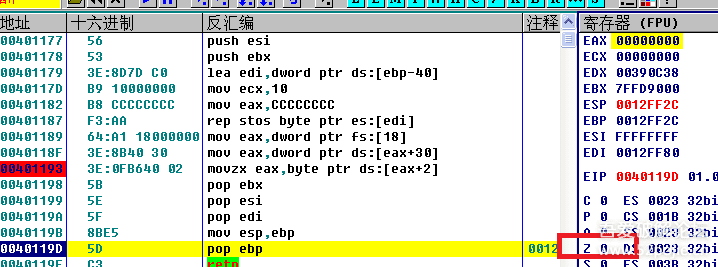 地址 十六进制 反汇编 注释 寄存器 (FPU)
00401177 56 push esi EAX 00000000
00401178 53 push ebx ECX 00000000
00401179 3E:8D7D C0 lea edi,dword ptr ds:[ebp-40] EDX 00390C38
0040117D B9 10000000 mov ecx,10 EBX 7FFD9000
00401182 B8 CCCCCCCC mov eax,CCCCCCCC ESP 0012FF2C
00401187 F3:AA rep stos byte ptr es:[edi] EBP 0012FF2C
00401189 64:A1 18000000 mov eax,dword ptr fs:[18] ESI FFFFFFFF
0040118F 3E:8B40 30 mov eax,dword ptr ds:[eax+30] EDI 0012FF80
00401193 3E:0FB640 02 movzx eax,byte ptr ds:[eax+2]
00401198 5B pop ebx EIP 0040119D 01.0
00401199 5E pop esi C 0 ES 0023 32bi
0040119A 5F pop edi P 0 CS 001B 32bi
0040119B 8BE5 mov esp,ebp A 0 SS 0023 32bi
0040119D 5D pop ebp 0012 Z 0 DS 0023 32bi
0040119E C3 retn S 0 FS 003B 32bi